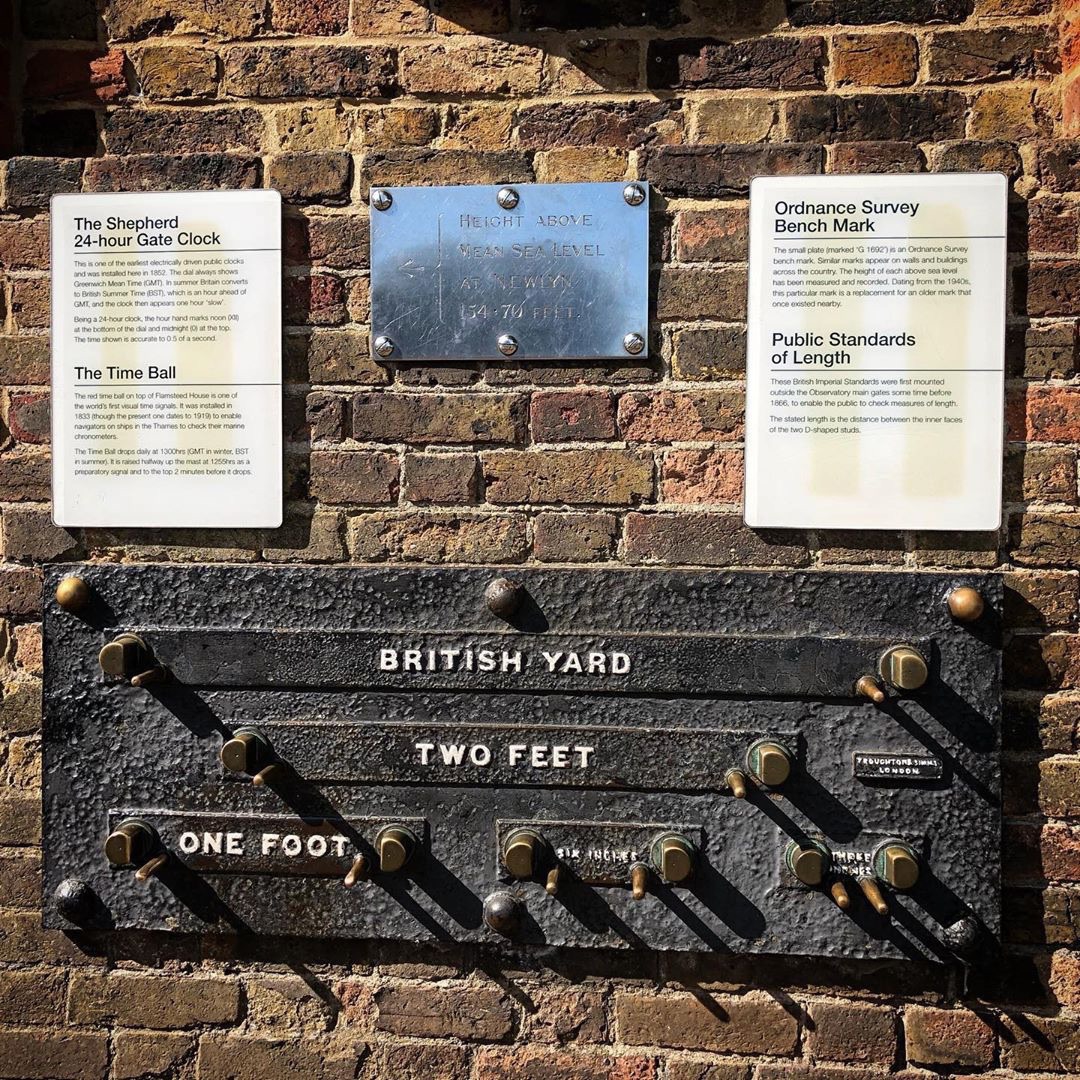 The Shepherd
24-hour Gate Clock
This is one of the earliest electrically driven public clocks
and was installed here in 1852. The dial always shows
Greenwich Mean Time (GMT). In summer Britain converts
to British Summer Time (BST), which is an hour ahead of
GMT, and the clock then appears one hour 'slow'.
Being a 24-hour clock, the hour hand marks noon (XII)
at the bottom of the dial and midnight (0) at the top.
The time shown is accurate to 0.5 of a second.
The Time Ball
The red time ball on top of Flamsteed House is one of
the world's first visual time signals. It was installed in
1833 (though the present one dates to 1919) to enable
navigators on ships in the Thames to check their marine
chronometers.
The Time Ball drops daily at 1300hrs (GMT in winter, BST
in summer). It is raised halfway up the mast at 1255hrs as a
preparatory signal and to the top 2 minutes before it drops.
HEIGHT ABOVE
MEAN SEA LEVEL
AT NEWLYN
154·70 FEET.
Ordnance Survey
Bench Mark
The small plate (marked 'G 1692') is an Ordnance Survey
bench mark. Similar marks appear on walls and buildings
across the country. The height of each above sea level
has been measured and recorded. Dating from the 1940s,
this particular mark is a replacement for an older mark that
once existed nearby.
Public Standards
of Length
These British Imperial Standards were first mounted
outside the Observatory main gates some time before
1866, to enable the public to check measures of length.
The stated length is the distance between the inner faces
of the two D-shaped studs.
BRITISH YARD
TWO FEET
TROUGHTON & SIMMS
LONDON
ONE FOOT
SIX INCHES
THREE
INCHES